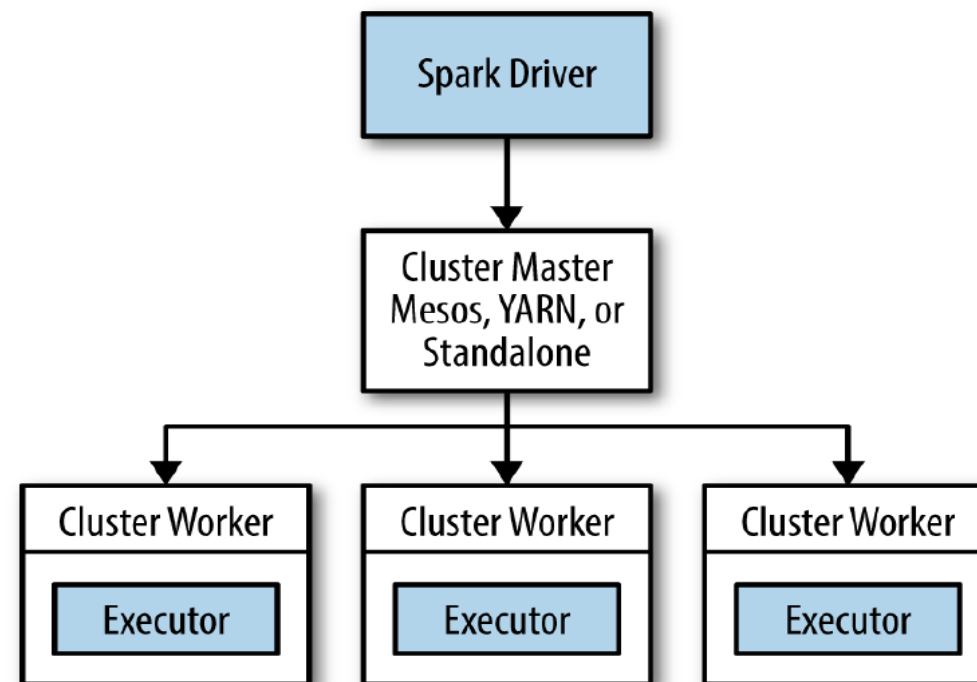 Spark Driver
Cluster Master
Mesos, YARN, or
Standalone
Cluster Worker
Cluster Worker
Cluster Worker
Executor
Executor
Executor